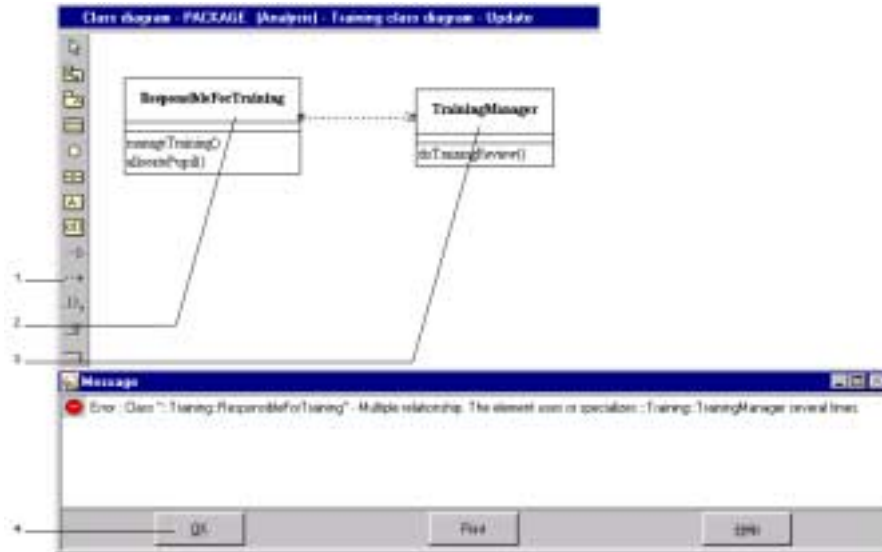 Class diagram - PACKAGE (Analysis) - Training class diagram - Update
ResponsibleForTraining
TrainingManager
manageTraining()
allocatePupil()
doTrainingReview()
1
2
3
Message
Error : Class "::Training::ResponsibleForTraining" - Multiple relationship. The element uses or specializes ::Training::TrainingManager several times
4
OK
Print
Help